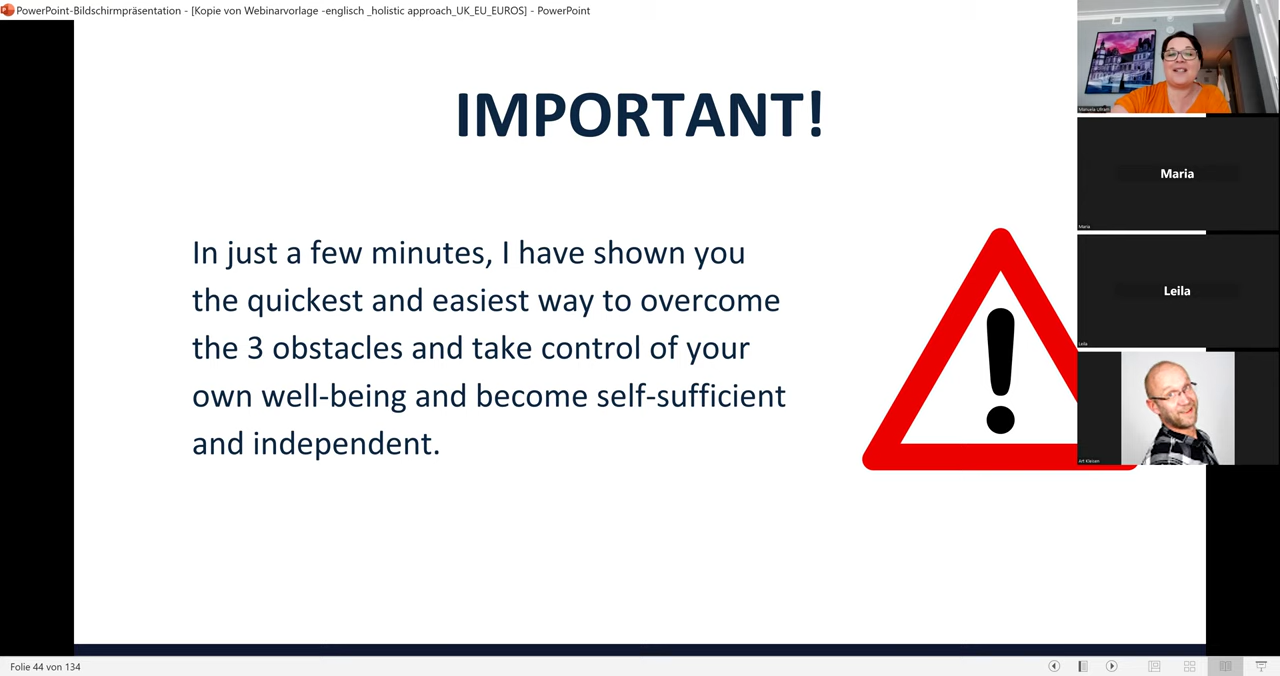 PowerPoint-Bildschirmpräsentation - [Kopie von Webinarvorlage -englisch _holistic approach_UK_EU_EUROS] - PowerPoint
IMPORTANT!
In just a few minutes, I have shown you
the quickest and easiest way to overcome
the 3 obstacles and take control of your
own well-being and become self-sufficient
and independent.
Maria
Maria
Leila
Leila
Folie 44 von 134